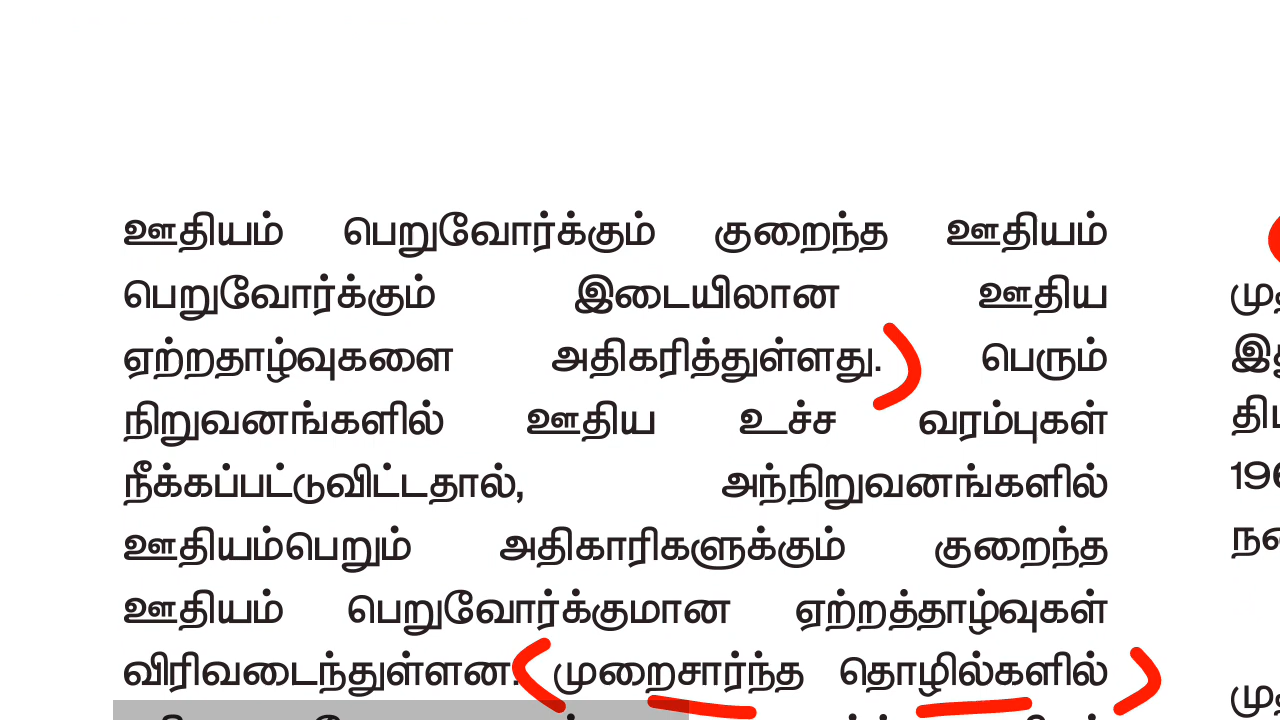 ஊதியம் பெறுவோர்க்கும் குறைந்த ஊதியம்
பெறுவோர்க்கும் இடையிலான ஊதிய
ஏற்றதாழ்வுகளை அதிகரித்துள்ளது. பெரும்
நிறுவனங்களில் ஊதிய உச்ச வரம்புகள்
நீக்கப்பட்டுவிட்டதால், அந்நிறுவனங்களில்
ஊதியம்பெறும் அதிகாரிகளுக்கும் குறைந்த
ஊதியம் பெறுவோர்க்குமான ஏற்றத்தாழ்வுகள்
விரிவடைந்துள்ளன. முறைசார்ந்த தொழில்களில்